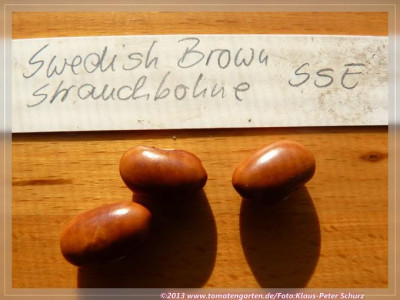 Swedish Brown SSE
Strauchbohne
©2013 www.tomatengarten.de/Foto:Klaus-Peter Schurz